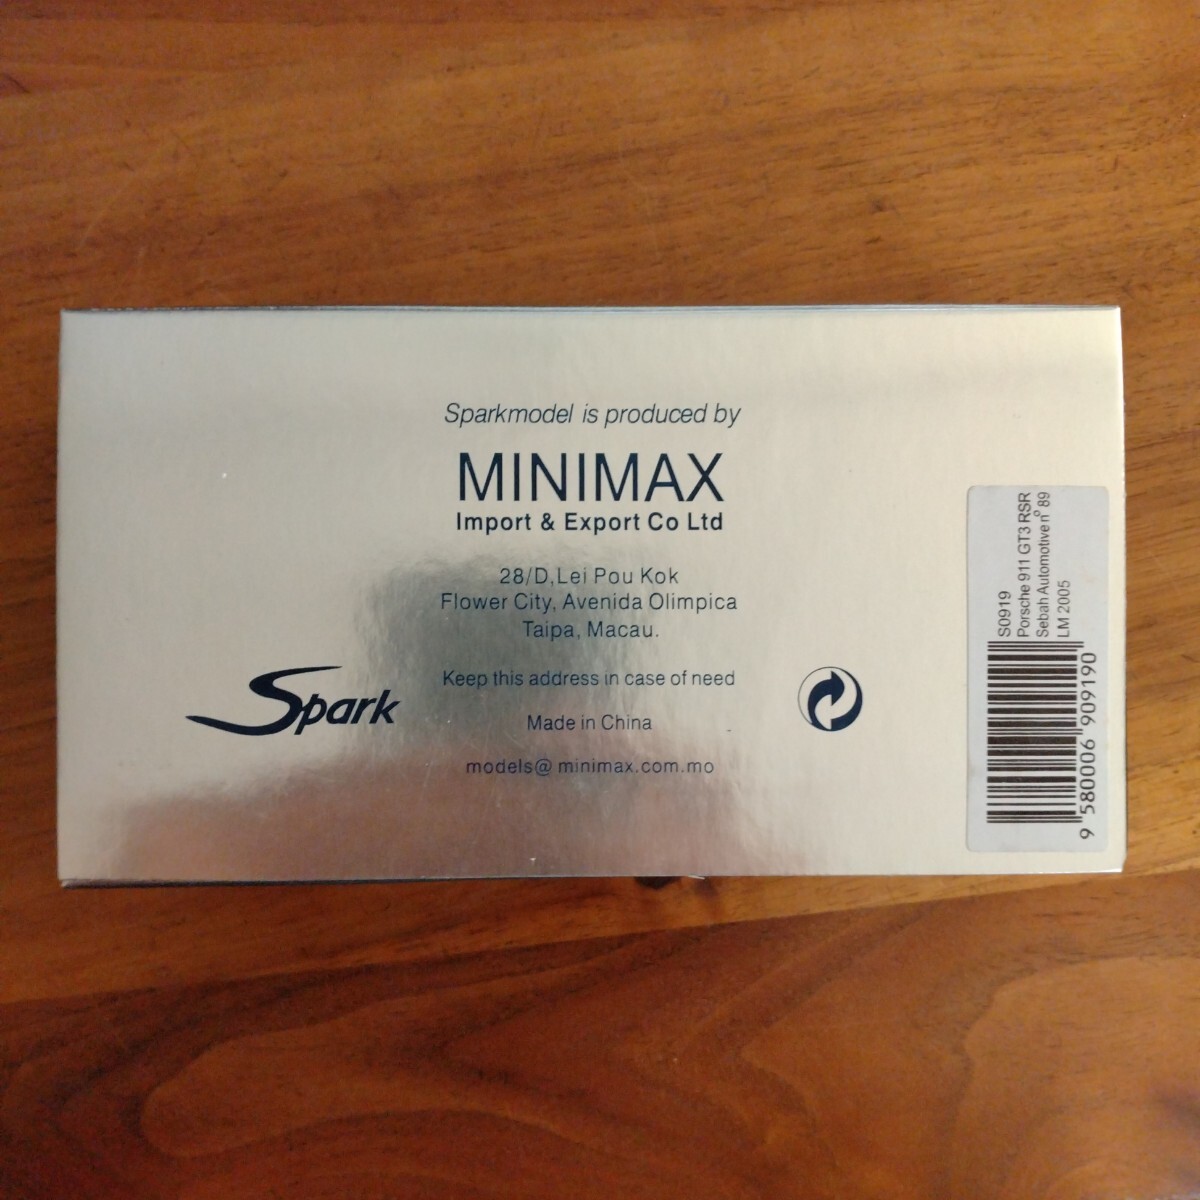 Sparkmodel is produced by
MINIMAX
Import & Export Co Ltd
28/D,Lei Pou Kok
Flower City, Avenida Olimpica
Taipa, Macau.
Keep this address in case of need
Made in China
models@ minimax.com.mo
Spark
S0919
Porsche 911 GT3 RSR
Sebah Automotive n° 89
LM 2005
9 580006 909190